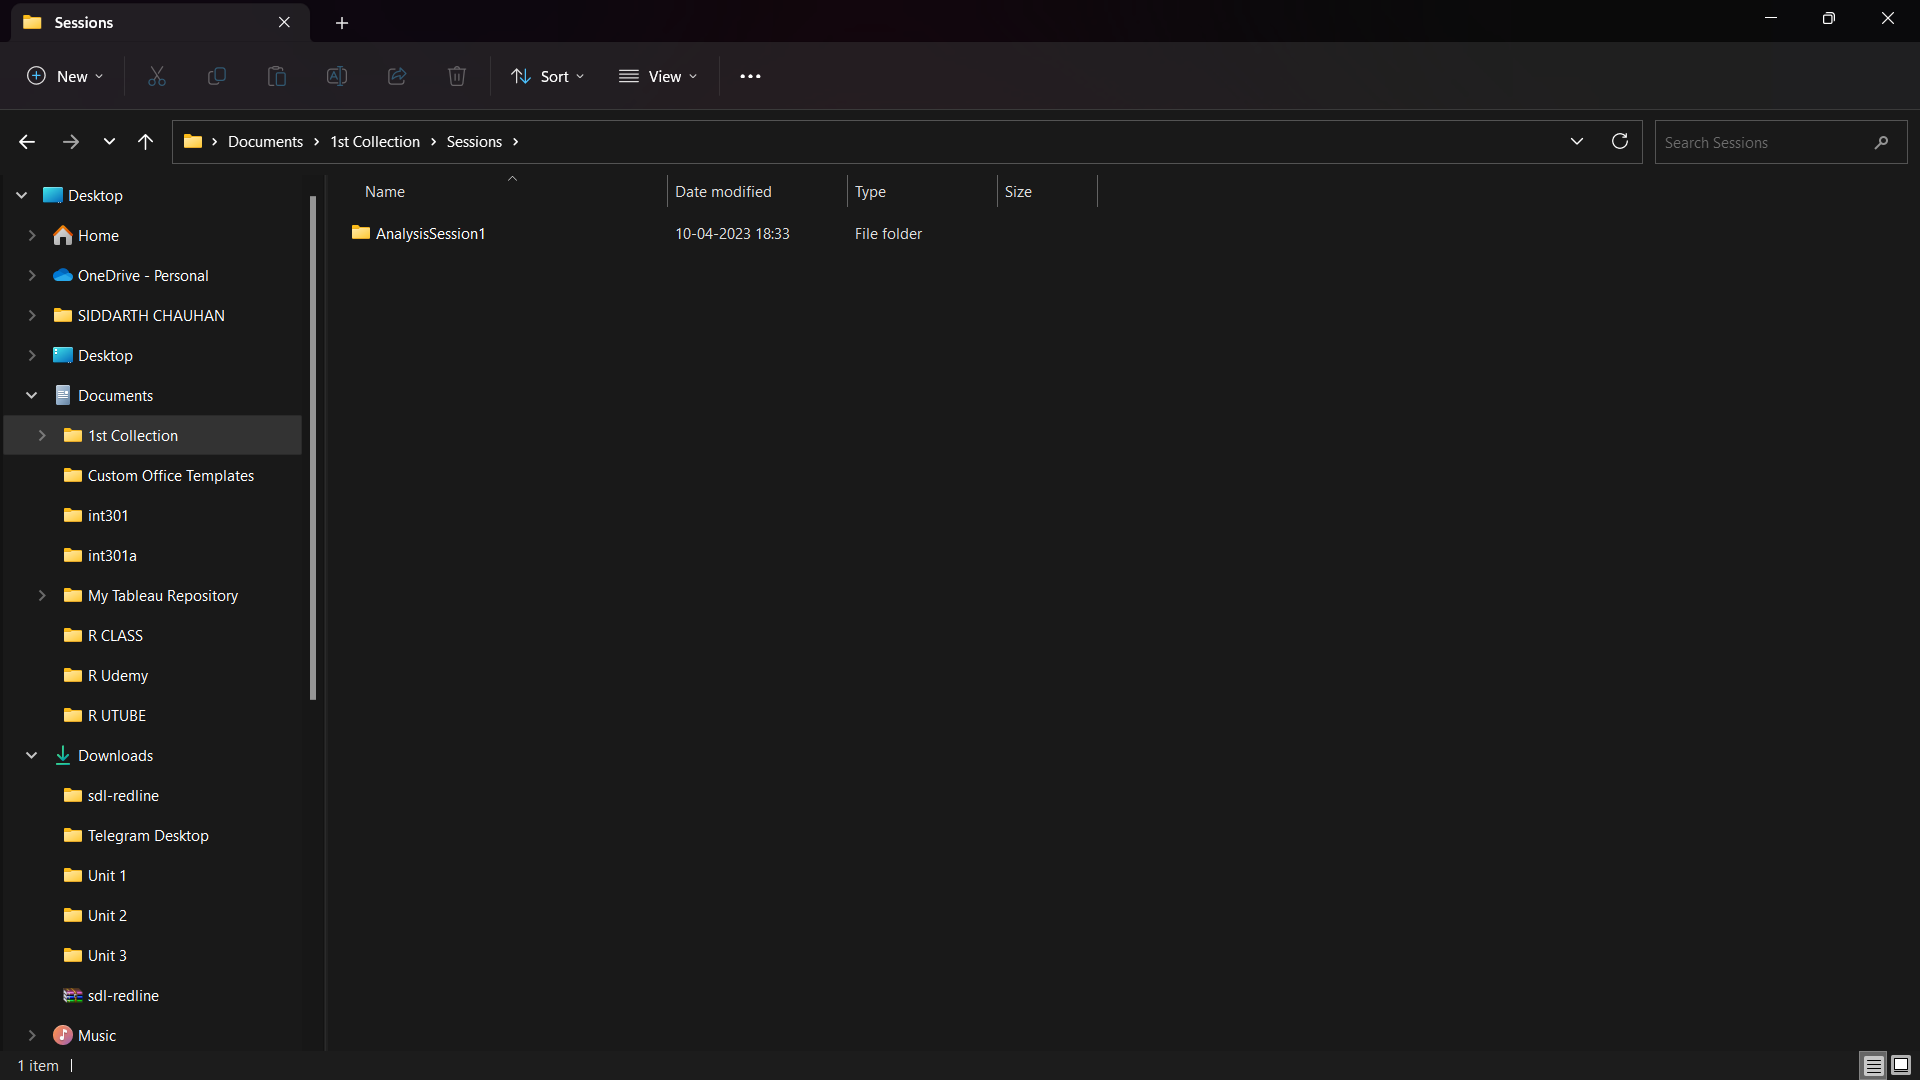 Sessions
New
Sort
View
Documents
1st Collection
Sessions
Search Sessions
Desktop
Home
OneDrive - Personal
SIDDARTH CHAUHAN
Desktop
Documents
1st Collection
Custom Office Templates
int301
int301a
My Tableau Repository
R CLASS
R Udemy
R UTUBE
Downloads
sdl-redline
Telegram Desktop
Unit 1
Unit 2
Unit 3
sdl-redline
Music
Name Date modified Type Size
AnalysisSession1 10-04-2023 18:33 File folder
1 item